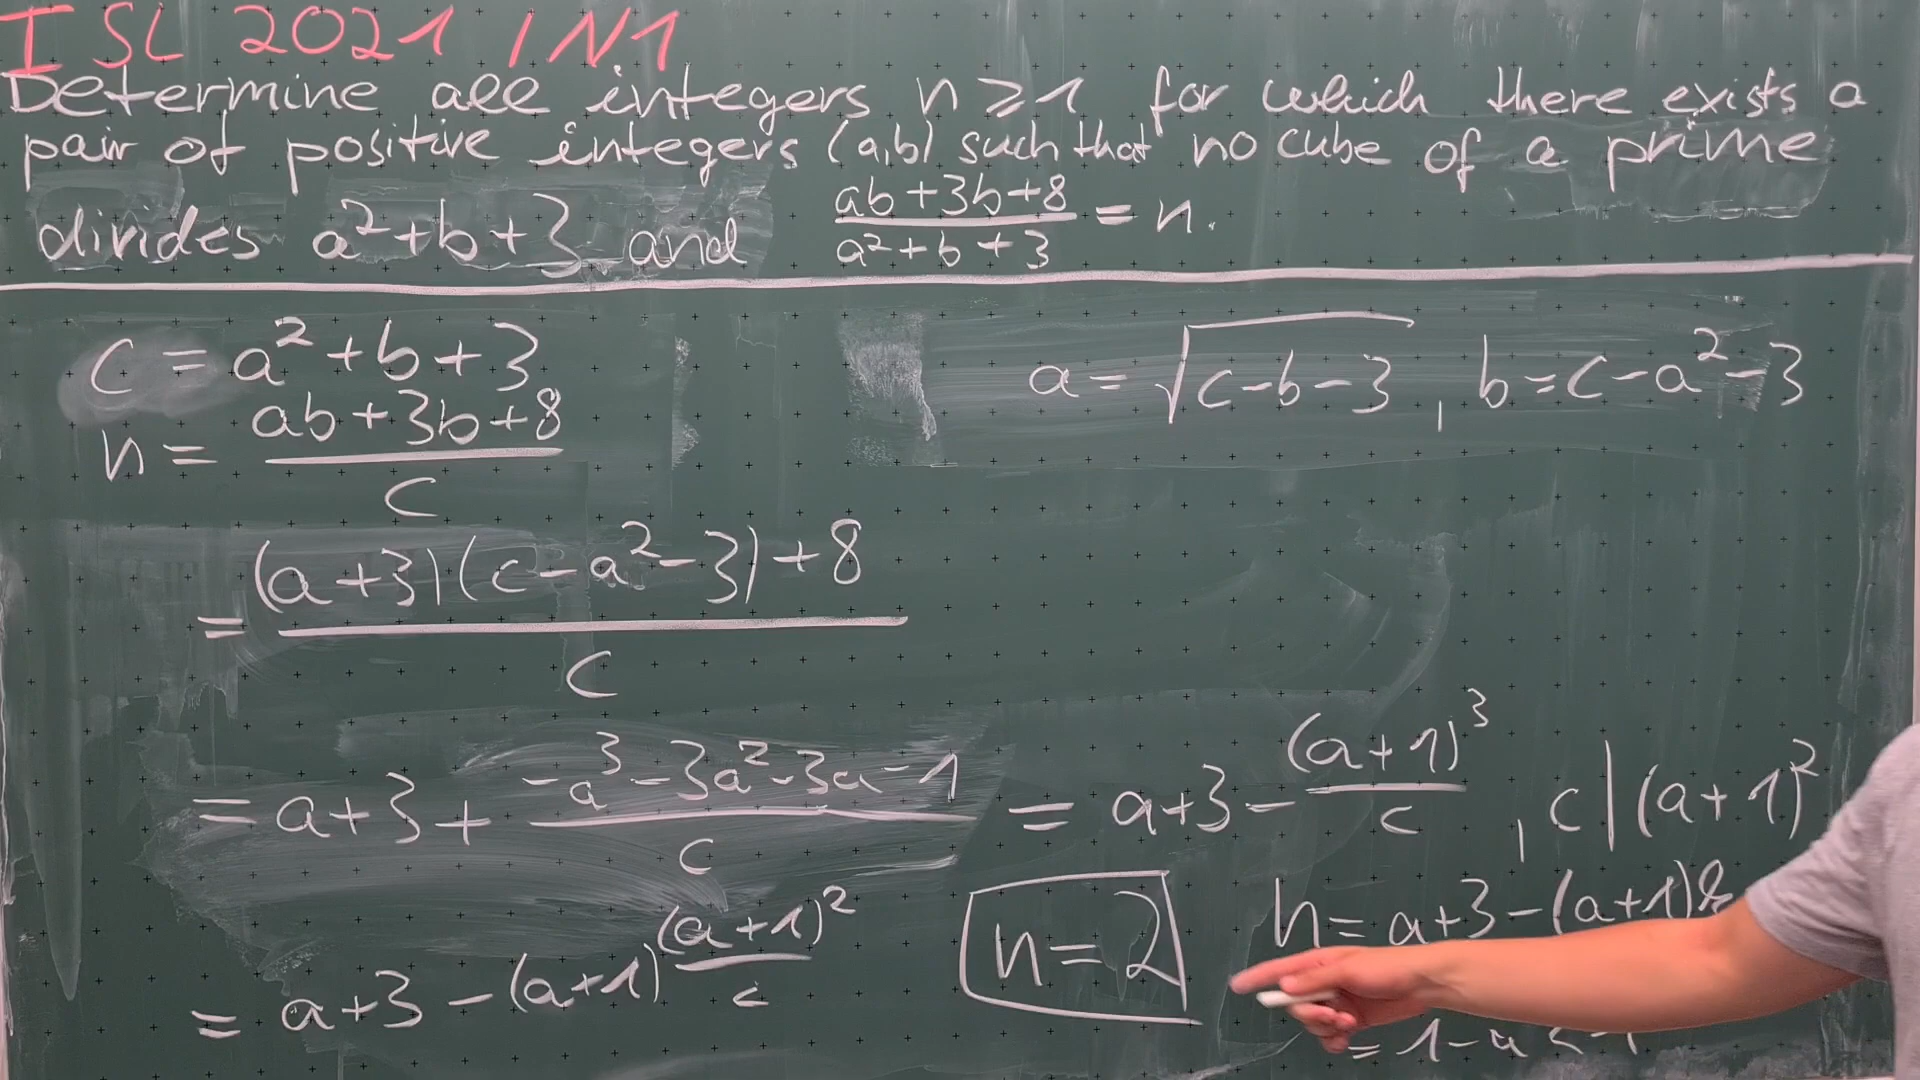 ISL 2021 / N1
Determine all integers n ≥ 1 for which there exists a
pair of positive integers (a,b) such that no cube of a prime
divides a²+b+3 and (ab+3b+8)/(a²+b+3) = n.
c = a²+b+3
a = √(c-b-3) , b = c-a²-3
n = (ab+3b+8)/c
= ((a+3)(c-a²-3)+8)/c
= a+3 + (-a³-3a²-3a-1)/c = a+3 - (a+1)³/c , c | (a+1)²
= a+3 - (a+1) (a+1)²/c
n = 2
n = a+3 - (a+1)
= 1-a <